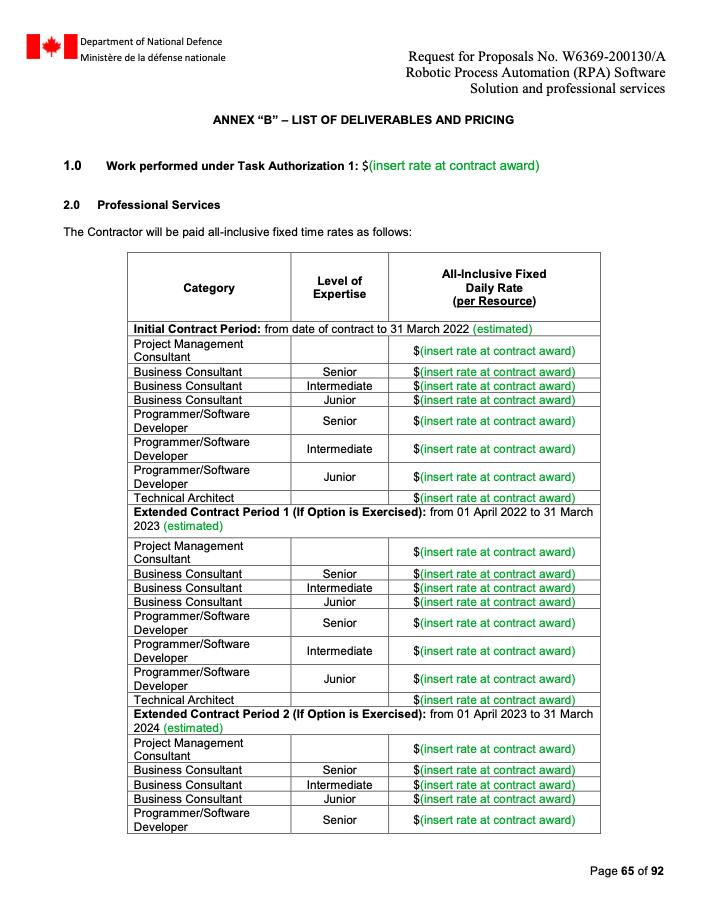 Department of National Defence
Ministère de la défense nationale
Request for Proposals No. W6369-200130/A
Robotic Process Automation (RPA) Software
Solution and professional services
ANNEX “B” – LIST OF DELIVERABLES AND PRICING
1.0 Work performed under Task Authorization 1: $(insert rate at contract award)
2.0 Professional Services
The Contractor will be paid all-inclusive fixed time rates as follows:
Category
Level of
Expertise
All-Inclusive Fixed
Daily Rate
(per Resource)
Initial Contract Period: from date of contract to 31 March 2022 (estimated)
Project Management
Consultant
$(insert rate at contract award)
Business Consultant Senior $(insert rate at contract award)
Business Consultant Intermediate $(insert rate at contract award)
Business Consultant Junior $(insert rate at contract award)
Programmer/Software
Developer
Senior $(insert rate at contract award)
Programmer/Software
Developer
Intermediate $(insert rate at contract award)
Programmer/Software
Developer
Junior $(insert rate at contract award)
Technical Architect $(insert rate at contract award)
Extended Contract Period 1 (If Option is Exercised): from 01 April 2022 to 31 March
2023 (estimated)
Project Management
Consultant
$(insert rate at contract award)
Business Consultant Senior $(insert rate at contract award)
Business Consultant Intermediate $(insert rate at contract award)
Business Consultant Junior $(insert rate at contract award)
Programmer/Software
Developer
Senior $(insert rate at contract award)
Programmer/Software
Developer
Intermediate $(insert rate at contract award)
Programmer/Software
Developer
Junior $(insert rate at contract award)
Technical Architect $(insert rate at contract award)
Extended Contract Period 2 (If Option is Exercised): from 01 April 2023 to 31 March
2024 (estimated)
Project Management
Consultant
$(insert rate at contract award)
Business Consultant Senior $(insert rate at contract award)
Business Consultant Intermediate $(insert rate at contract award)
Business Consultant Junior $(insert rate at contract award)
Programmer/Software
Developer
Senior $(insert rate at contract award)
Page 65 of 92